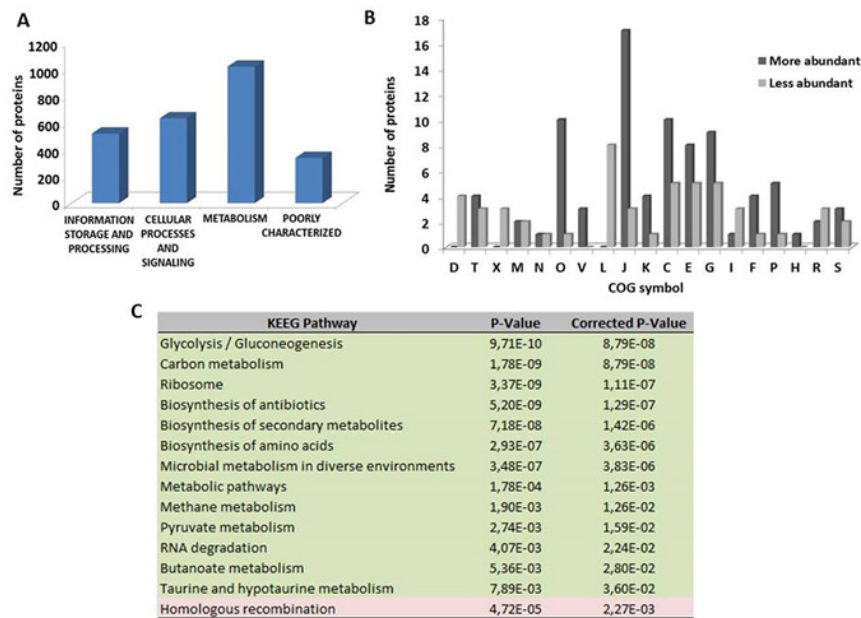 A
Number of proteins
1200
1000
800
600
400
200
0
INFORMATION STORAGE AND PROCESSING
CELLULAR PROCESSES AND SIGNALING
METABOLISM
POORLY CHARACTERIZED
B
Number of proteins
18
16
14
12
10
8
6
4
2
0
D T X M N O V L J K C E G I F P H R S
COG symbol
More abundant
Less abundant
C
KEEG Pathway P-Value Corrected P-Value
Glycolysis / Gluconeogenesis 9,71E-10 8,79E-08
Carbon metabolism 1,78E-09 8,79E-08
Ribosome 3,37E-09 1,11E-07
Biosynthesis of antibiotics 5,20E-09 1,29E-07
Biosynthesis of secondary metabolites 7,18E-08 1,42E-06
Biosynthesis of amino acids 2,93E-07 3,63E-06
Microbial metabolism in diverse environments 3,48E-07 3,83E-06
Metabolic pathways 1,78E-04 1,26E-03
Methane metabolism 1,90E-03 1,26E-02
Pyruvate metabolism 2,74E-03 1,59E-02
RNA degradation 4,07E-03 2,24E-02
Butanoate metabolism 5,36E-03 2,80E-02
Taurine and hypotaurine metabolism 7,89E-03 3,60E-02
Homologous recombination 4,72E-05 2,27E-03